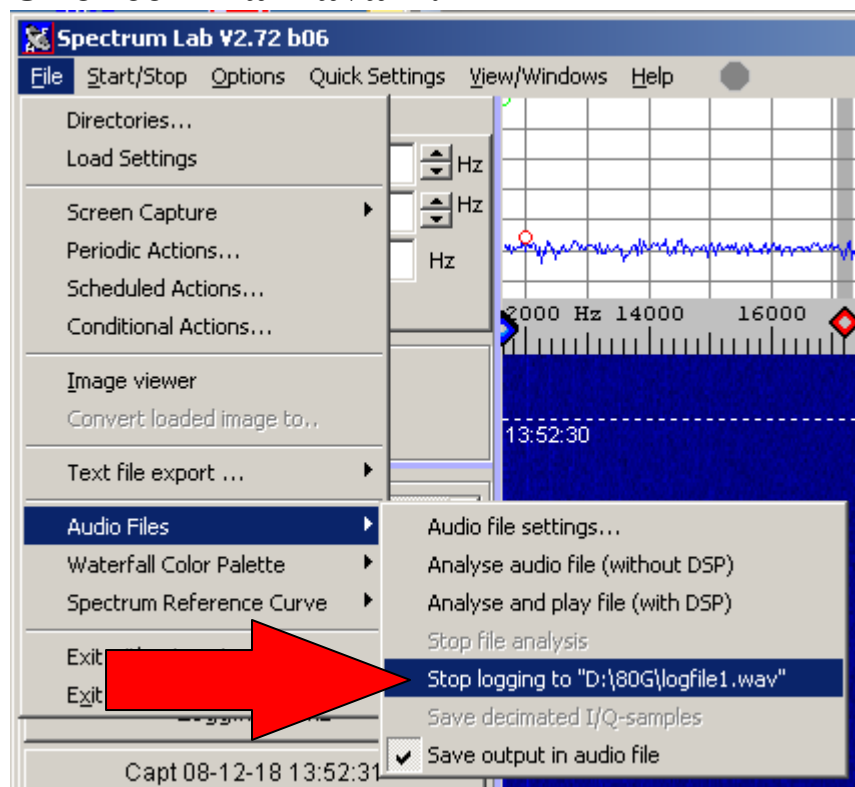 Spectrum Lab V2.72 b06
File Start/Stop Options Quick Settings View/Windows Help
Directories...
Load Settings
Hz
Screen Capture
Hz
Periodic Actions...
Hz
Scheduled Actions...
Conditional Actions...
2000 Hz 14000 16000
Image viewer
Convert loaded image to..
13:52:30
Text file export ...
Audio Files
Audio file settings...
Waterfall Color Palette
Analyse audio file (without DSP)
Spectrum Reference Curve
Analyse and play file (with DSP)
Stop file analysis
Exit
Stop logging to "D:\80G\logfile1.wav"
Exit
Save decimated I/Q-samples
Save output in audio file
Capt 08-12-18 13:52:31